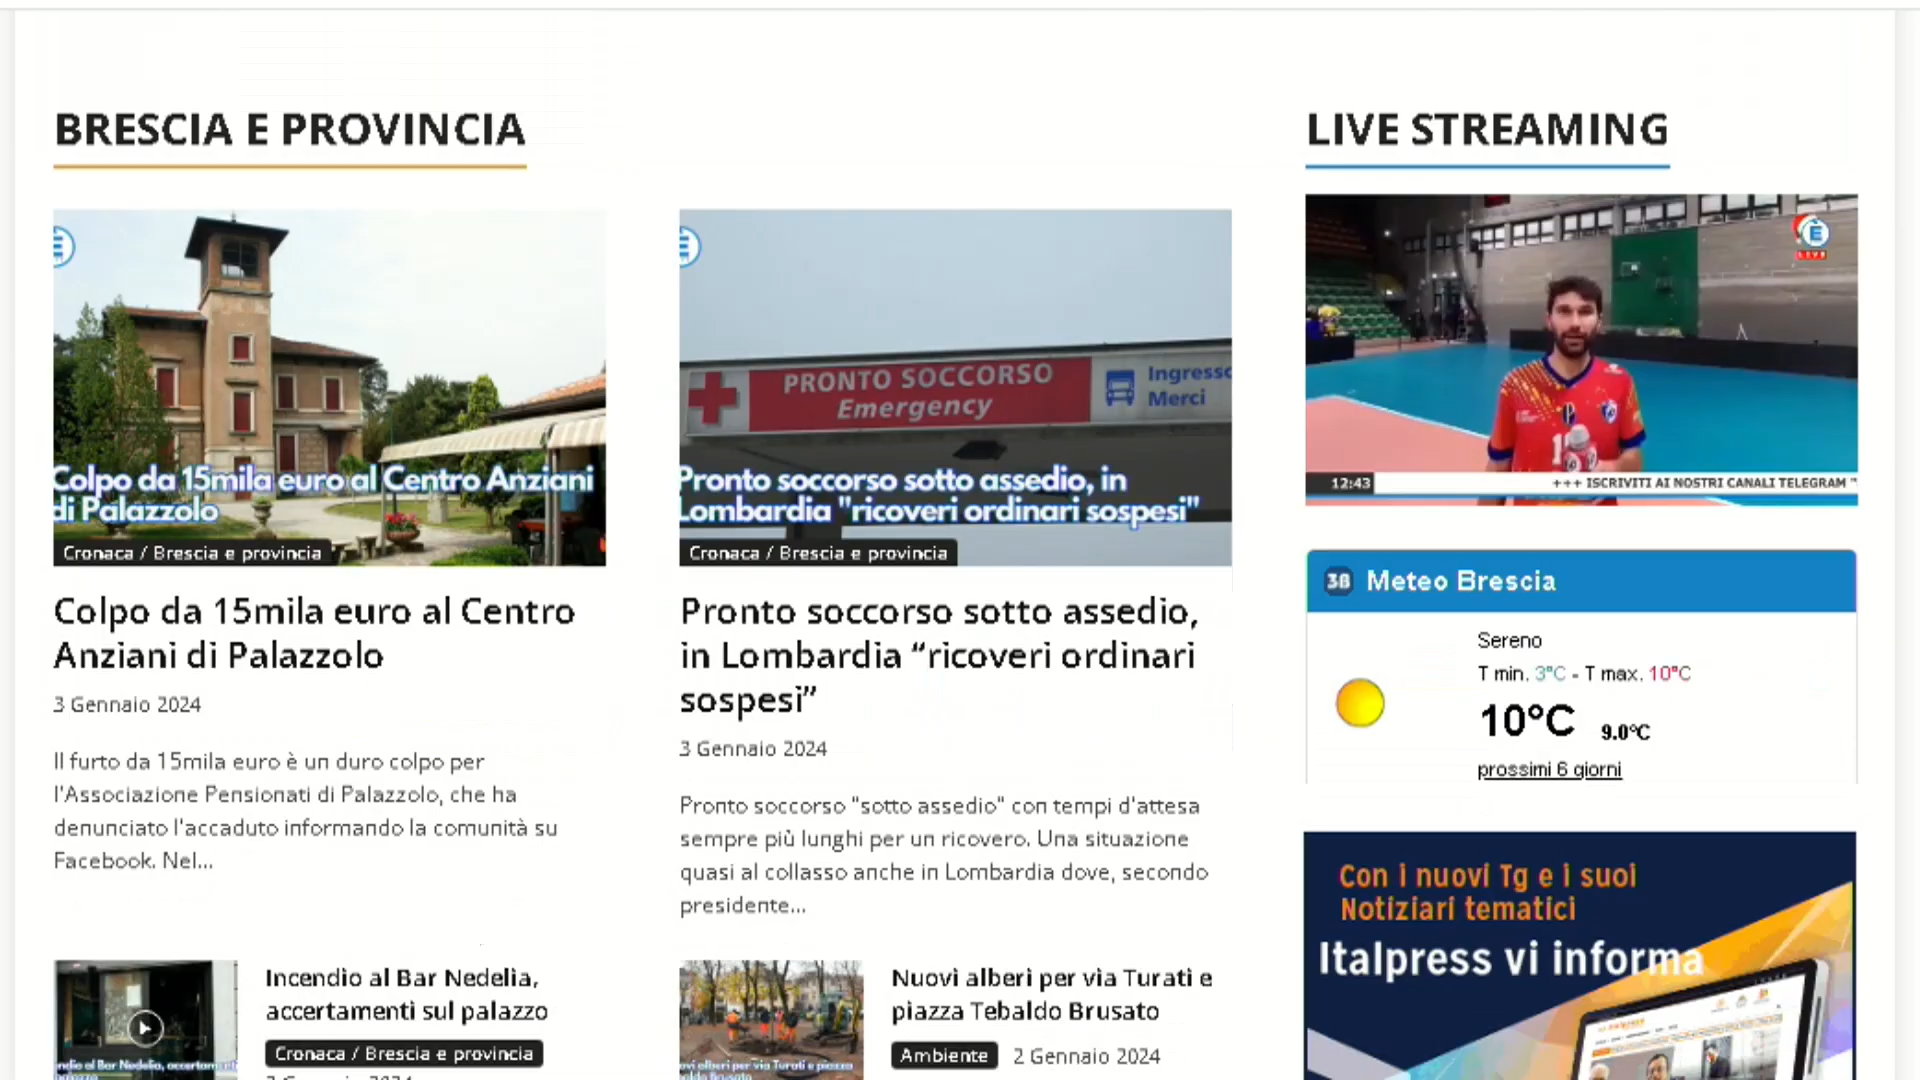 BRESCIA E PROVINCIA
LIVE STREAMING
PRONTO SOCCORSO
Emergency
Ingresso
Merci
Colpo da 15mila euro al Centro Anziani
di Palazzolo
Cronaca / Brescia e provincia
Pronto soccorso sotto assedio, in
Lombardia "ricoveri ordinari sospesi"
Cronaca / Brescia e provincia
LIVE
12:43
+++ ISCRIVITI AI NOSTRI CANALI TELEGRAM "
Colpo da 15mila euro al Centro
Anziani di Palazzolo
3 Gennaio 2024
Il furto da 15mila euro è un duro colpo per
l'Associazione Pensionati di Palazzolo, che ha
denunciato l'accaduto informando la comunità su
Facebook. Nel...
Pronto soccorso sotto assedio,
in Lombardia “ricoveri ordinari
sospesi”
3 Gennaio 2024
Pronto soccorso "sotto assedio" con tempi d'attesa
sempre più lunghi per un ricovero. Una situazione
quasi al collasso anche in Lombardia dove, secondo
presidente...
3B Meteo Brescia
Sereno
T min. 3°C - T max. 10°C
10°C 9.0°C
prossimi 6 giorni
Con i nuovi Tg e i suoi
Notiziari tematici
Italpress vi informa
Incendio al Bar Nedelia,
accertamenti sul palazzo
Cronaca / Brescia e provincia
Nuovi alberi per via Turati e
piazza Tebaldo Brusato
Ambiente 2 Gennaio 2024